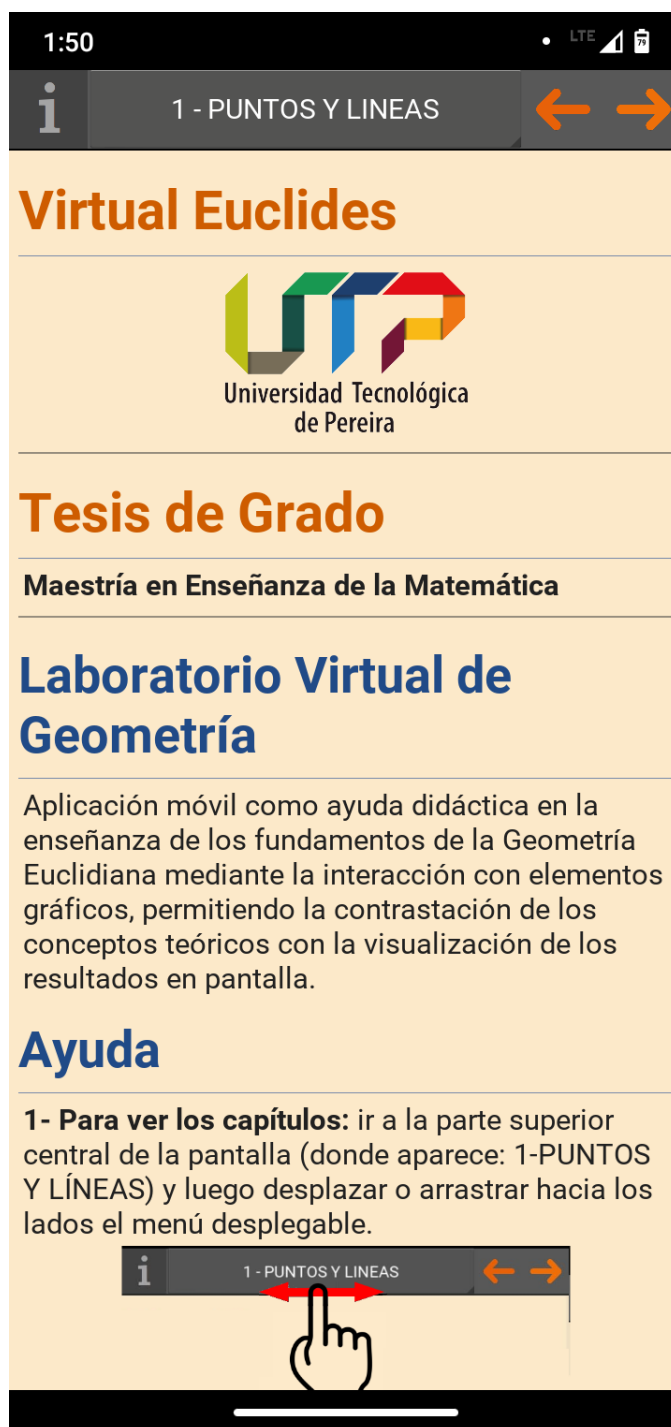 1:50
LTE
79
i
1 - PUNTOS Y LINEAS
Virtual Euclides
UTP
Universidad Tecnológica
de Pereira
Tesis de Grado
Maestría en Enseñanza de la Matemática
Laboratorio Virtual de
Geometría
Aplicación móvil como ayuda didáctica en la
enseñanza de los fundamentos de la Geometría
Euclidiana mediante la interacción con elementos
gráficos, permitiendo la contrastación de los
conceptos teóricos con la visualización de los
resultados en pantalla.
Ayuda
1- Para ver los capítulos: ir a la parte superior
central de la pantalla (donde aparece: 1-PUNTOS
Y LÍNEAS) y luego desplazar o arrastrar hacia los
lados el menú desplegable.
i
1 - PUNTOS Y LINEAS